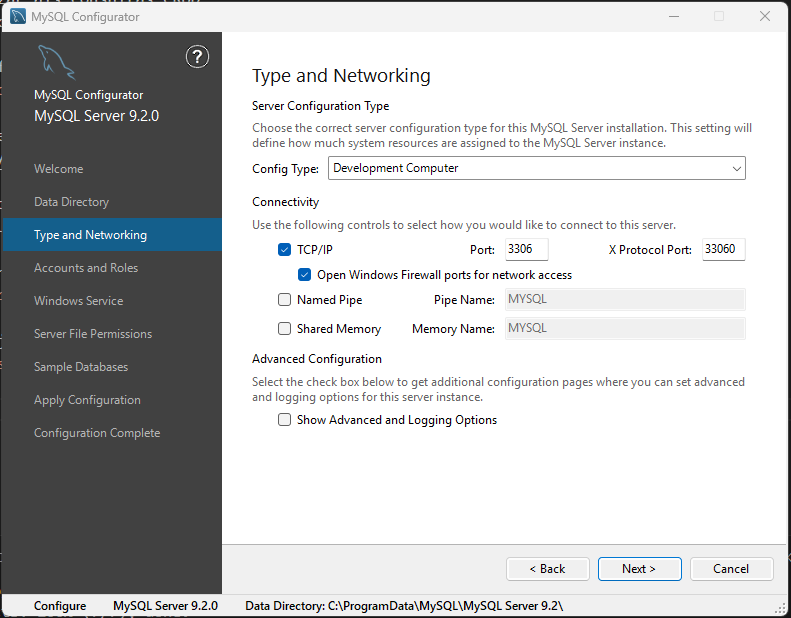 MySQL Configurator
?
MySQL Configurator
MySQL Server 9.2.0
Welcome
Data Directory
Type and Networking
Accounts and Roles
Windows Service
Server File Permissions
Sample Databases
Apply Configuration
Configuration Complete
Type and Networking
Server Configuration Type
Choose the correct server configuration type for this MySQL Server installation. This setting will
define how much system resources are assigned to the MySQL Server instance.
Config Type: Development Computer
Connectivity
Use the following controls to select how you would like to connect to this server.
TCP/IP Port: 3306 X Protocol Port: 33060
Open Windows Firewall ports for network access
Named Pipe Pipe Name: MYSQL
Shared Memory Memory Name: MYSQL
Advanced Configuration
Select the check box below to get additional configuration pages where you can set advanced
and logging options for this server instance.
Show Advanced and Logging Options
< Back Next > Cancel
Configure MySQL Server 9.2.0 Data Directory: C:\ProgramData\MySQL\MySQL Server 9.2\